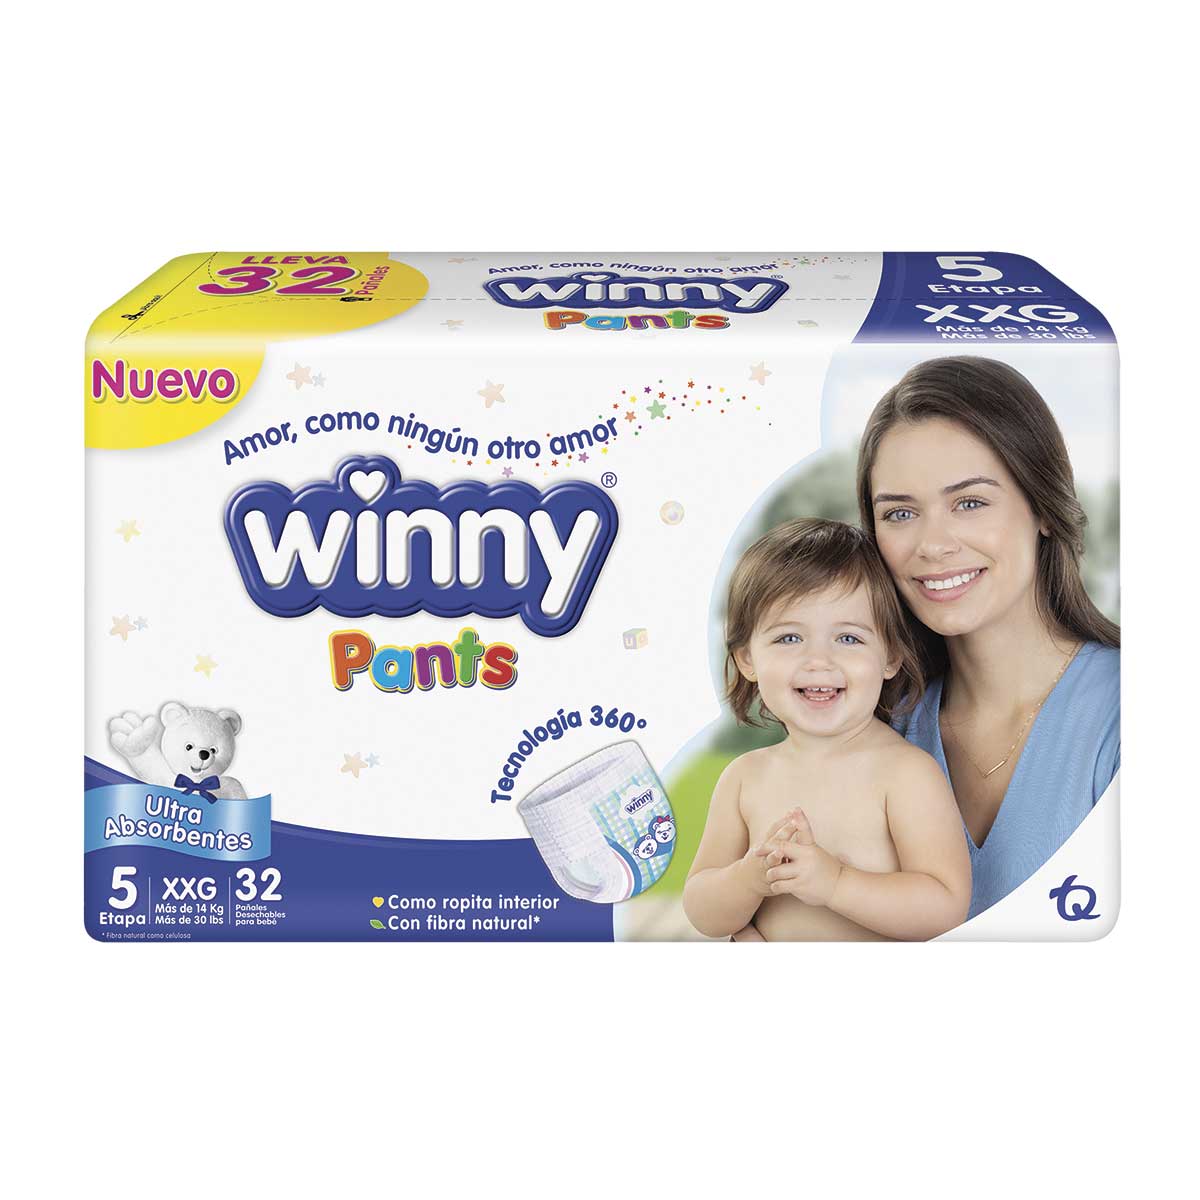 LLEVA
32
Pañales
Amor, como ningún otro amor
winny®
Pants
5
Etapa
XXG
Más de 14 Kg
Más de 30 lbs
Nuevo
Amor, como ningún otro amor
winny®
Pants
Tecnología 360°
winny
Ultra
Absorbentes
5
Etapa
XXG
Más de 14 Kg
Más de 30 lbs
32
Pañales
Desechables
para bebé
Como ropita interior
Con fibra natural*
* Fibra natural como celulosa
TQ